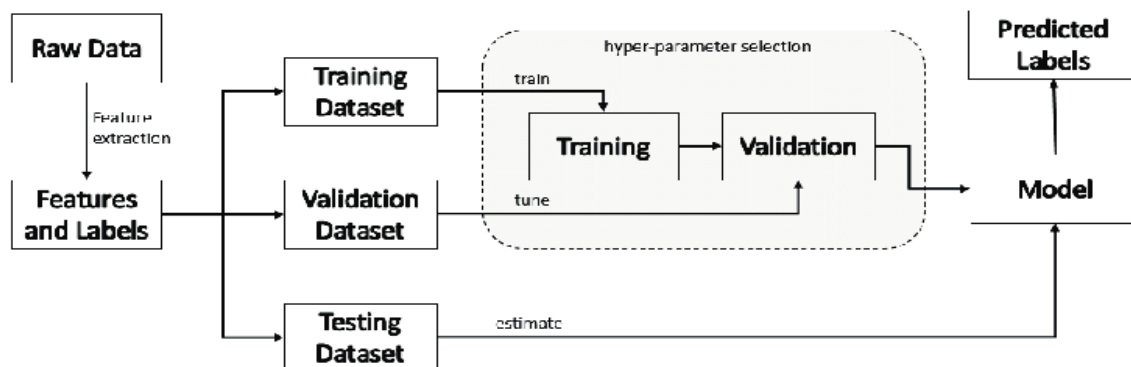 Raw Data
Feature
extraction
Features
and Labels
Training
Dataset
Validation
Dataset
Testing
Dataset
hyper-parameter selection
train
Training
Validation
tune
estimate
Predicted
Labels
Model